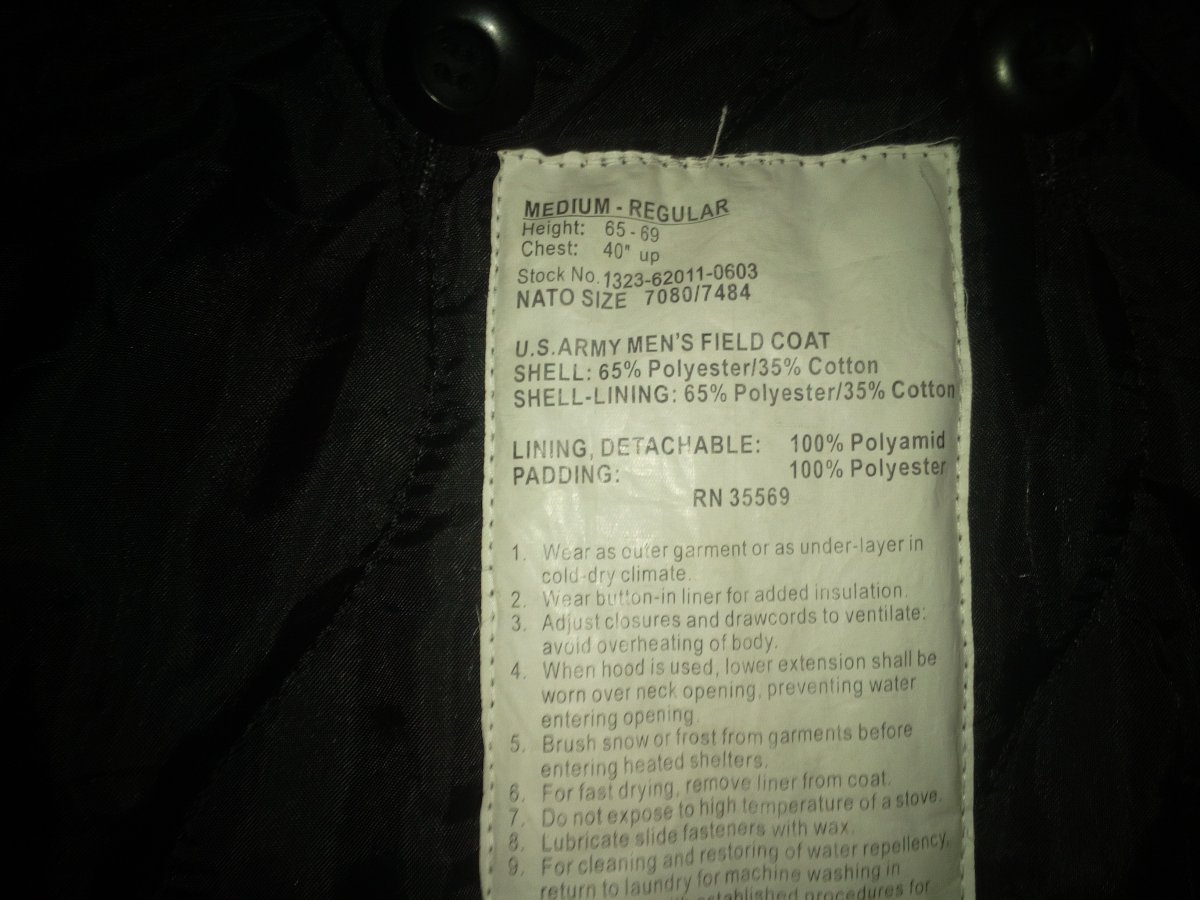 MEDIUM - REGULAR
Height: 65 - 69
Chest: 40" up
Stock No. 1323-62011-0603
NATO SIZE 7080/7484
U.S.ARMY MEN'S FIELD COAT
SHELL: 65% Polyester/35% Cotton
SHELL-LINING: 65% Polyester/35% Cotton
LINING, DETACHABLE: 100% Polyamid
PADDING: 100% Polyester
RN 35569
1. Wear as outer garment or as under-layer in
cold-dry climate.
2. Wear button-in liner for added insulation.
3. Adjust closures and drawcords to ventilate:
avoid overheating of body.
4. When hood is used, lower extension shall be
worn over neck opening, preventing water
entering opening.
5. Brush snow or frost from garments before
entering heated shelters.
6. For fast drying, remove liner from coat.
7. Do not expose to high temperature of a stove.
8. Lubricate slide fasteners with wax.
9. For cleaning and restoring of water repellency,
return to laundry for machine washing in
established procedures for